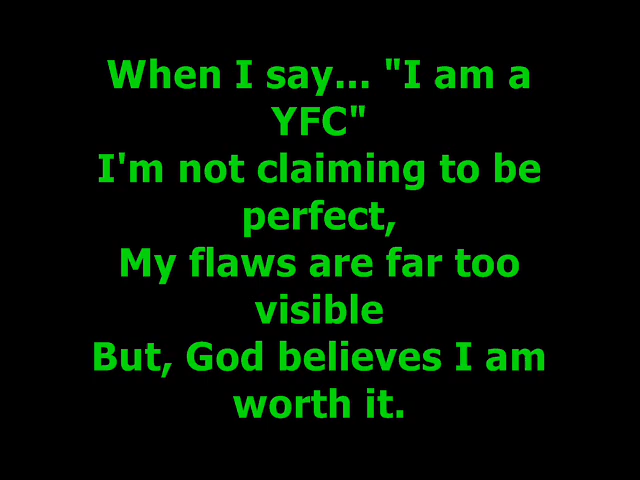 When I say... "I am a
YFC"
I'm not claiming to be
perfect,
My flaws are far too
visible
But, God believes I am
worth it.